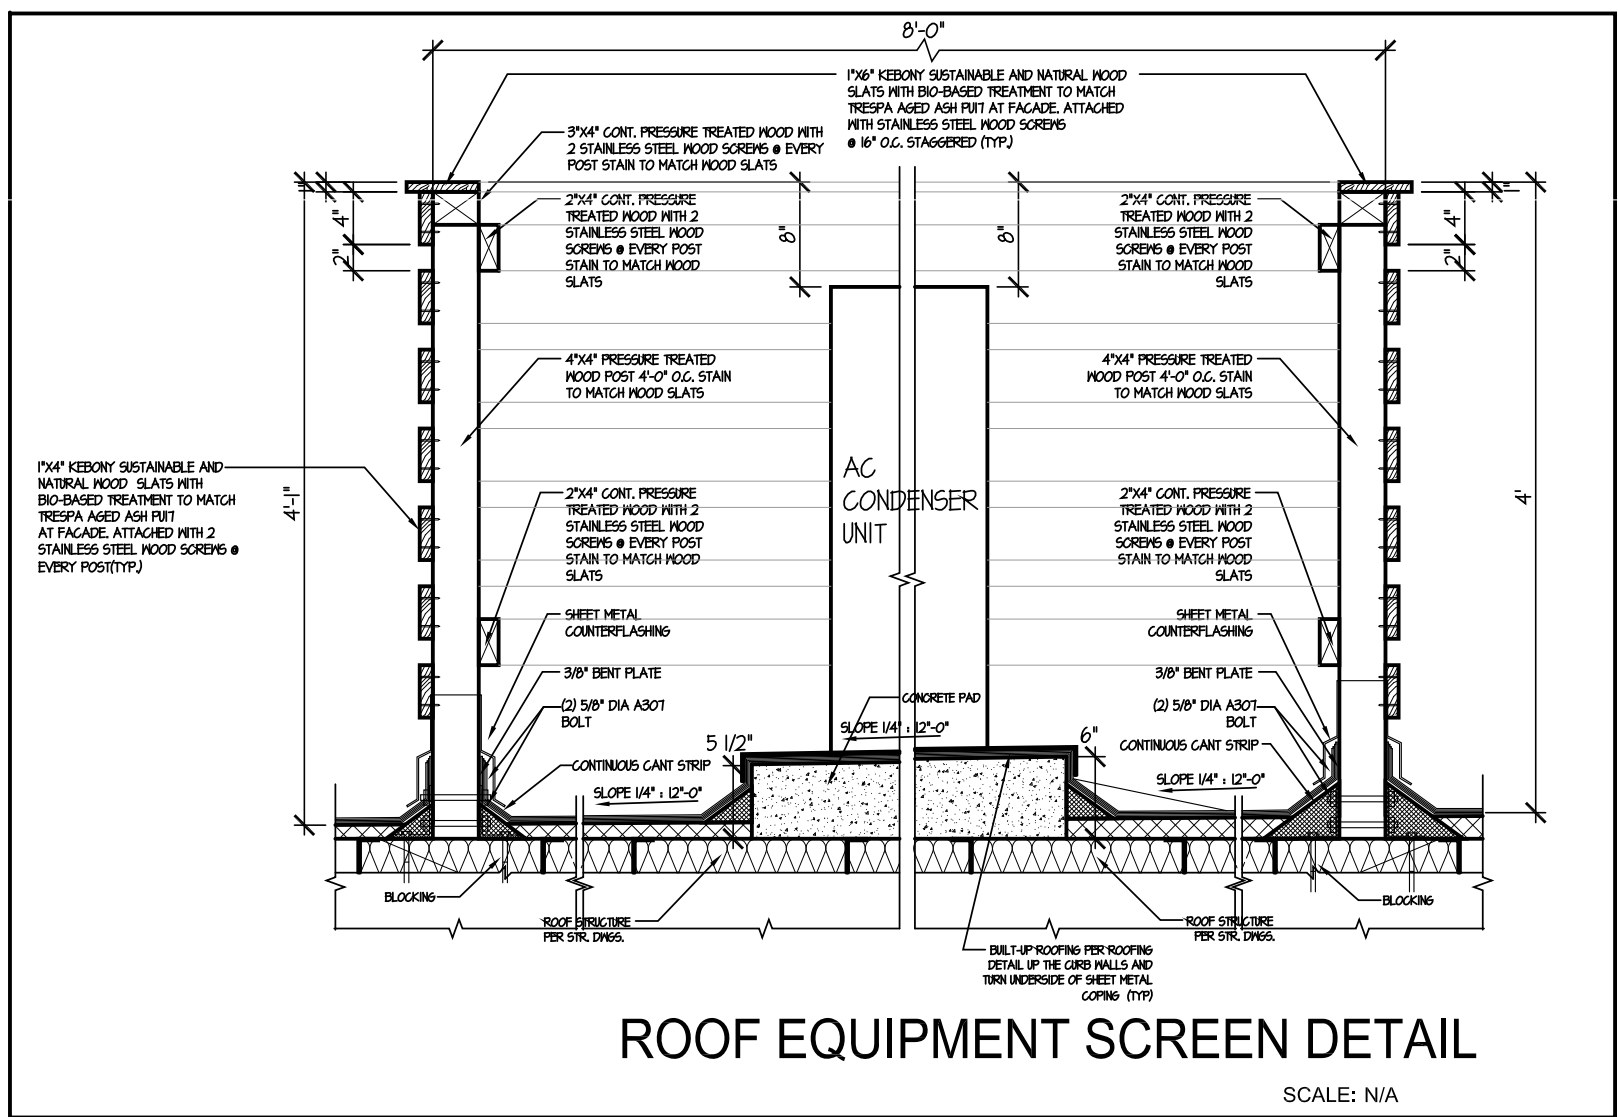 8'-0"
1"X6" KEBONY SUSTAINABLE AND NATURAL WOOD
SLATS WITH BIO-BASED TREATMENT TO MATCH
TRESPA AGED ASH PU17 AT FACADE. ATTACHED
WITH STAINLESS STEEL WOOD SCREWS
@ 16" O.C. STAGGERED (TYP.)
3"X4" CONT. PRESSURE TREATED WOOD WITH
2 STAINLESS STEEL WOOD SCREWS @ EVERY
POST STAIN TO MATCH WOOD SLATS
1"
4"
2"
2"X4" CONT. PRESSURE
TREATED WOOD WITH 2
STAINLESS STEEL WOOD
SCREWS @ EVERY POST
STAIN TO MATCH WOOD
SLATS
8"
8"
2"X4" CONT. PRESSURE
TREATED WOOD WITH 2
STAINLESS STEEL WOOD
SCREWS @ EVERY POST
STAIN TO MATCH WOOD
SLATS
1"
4"
2"
4"X4" PRESSURE TREATED
WOOD POST 4'-0" O.C. STAIN
TO MATCH WOOD SLATS
4"X4" PRESSURE TREATED
WOOD POST 4'-0" O.C. STAIN
TO MATCH WOOD SLATS
1"X4" KEBONY SUSTAINABLE AND
NATURAL WOOD SLATS WITH
BIO-BASED TREATMENT TO MATCH
TRESPA AGED ASH PU17
AT FACADE. ATTACHED WITH 2
STAINLESS STEEL WOOD SCREWS @
EVERY POST(TYP.)
4'-1"
2"X4" CONT. PRESSURE
TREATED WOOD WITH 2
STAINLESS STEEL WOOD
SCREWS @ EVERY POST
STAIN TO MATCH WOOD
SLATS
AC
CONDENSER
UNIT
2"X4" CONT. PRESSURE
TREATED WOOD WITH 2
STAINLESS STEEL WOOD
SCREWS @ EVERY POST
STAIN TO MATCH WOOD
SLATS
4'
SHEET METAL
COUNTERFLASHING
SHEET METAL
COUNTERFLASHING
3/8" BENT PLATE
3/8" BENT PLATE
(2) 5/8" DIA A307
BOLT
CONCRETE PAD
(2) 5/8" DIA A307
BOLT
SLOPE 1/4" : 12"-0"
5 1/2"
6"
CONTINUOUS CANT STRIP
CONTINUOUS CANT STRIP
SLOPE 1/4" : 12"-0"
SLOPE 1/4" : 12"-0"
BLOCKING
BLOCKING
ROOF STRUCTURE
PER STR. DWGS.
ROOF STRUCTURE
PER STR. DWGS.
BUILT-UP ROOFING PER ROOFING
DETAIL UP THE CURB WALLS AND
TURN UNDERSIDE OF SHEET METAL
COPING (TYP)
ROOF EQUIPMENT SCREEN DETAIL
SCALE: N/A